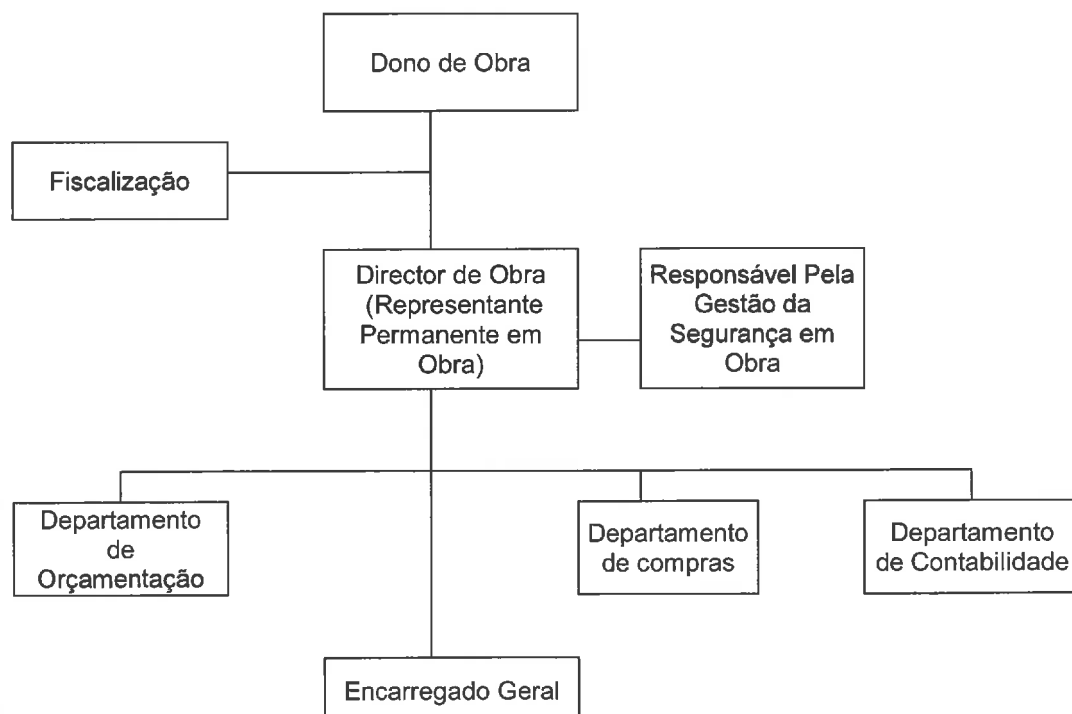 Dono de Obra
Fiscalização
Director de Obra
(Representante
Permanente em
Obra)
Responsável Pela
Gestão da
Segurança em
Obra
Departamento
de
Orçamentação
Departamento
de compras
Departamento
de Contabilidade
Encarregado Geral